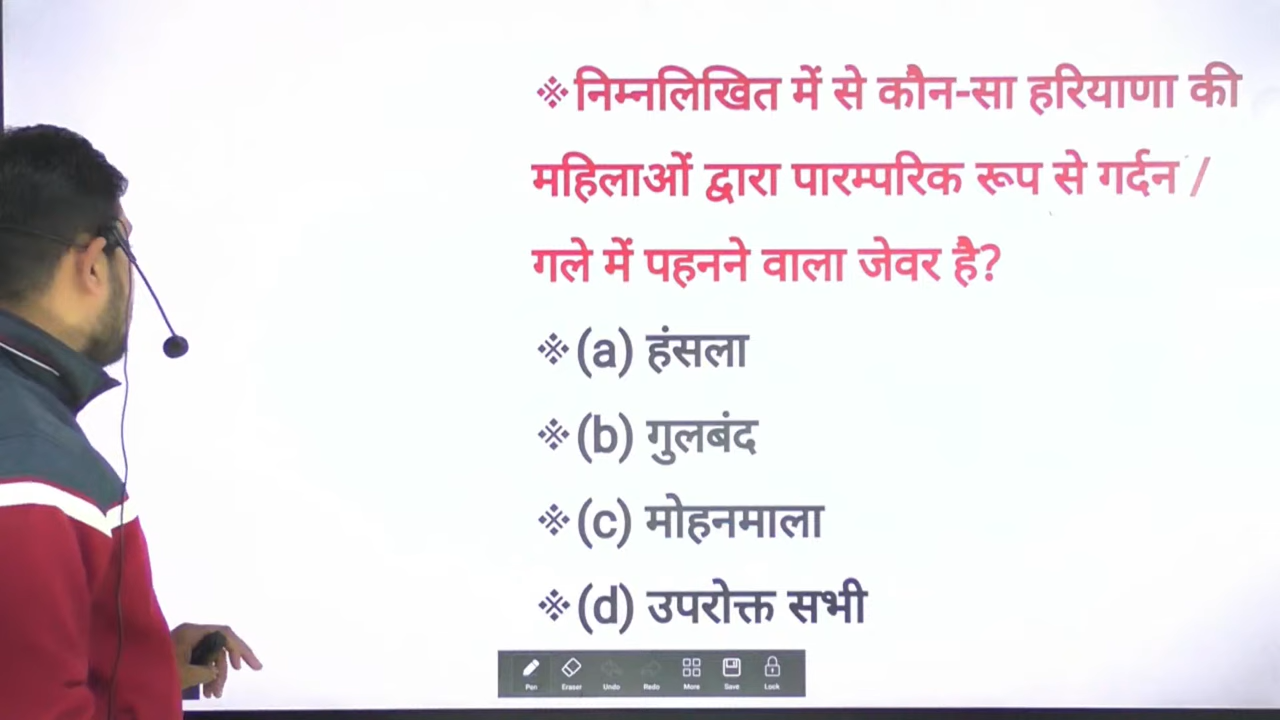 ※निम्नलिखित में से कौन-सा हरियाणा की
महिलाओं द्वारा पारम्परिक रूप से गर्दन /
गले में पहनने वाला जेवर है?
※(a) हंसला
※(b) गुलबंद
※(c) मोहनमाला
※(d) उपरोक्त सभी
Pen Eraser Undo Redo More Save Lock